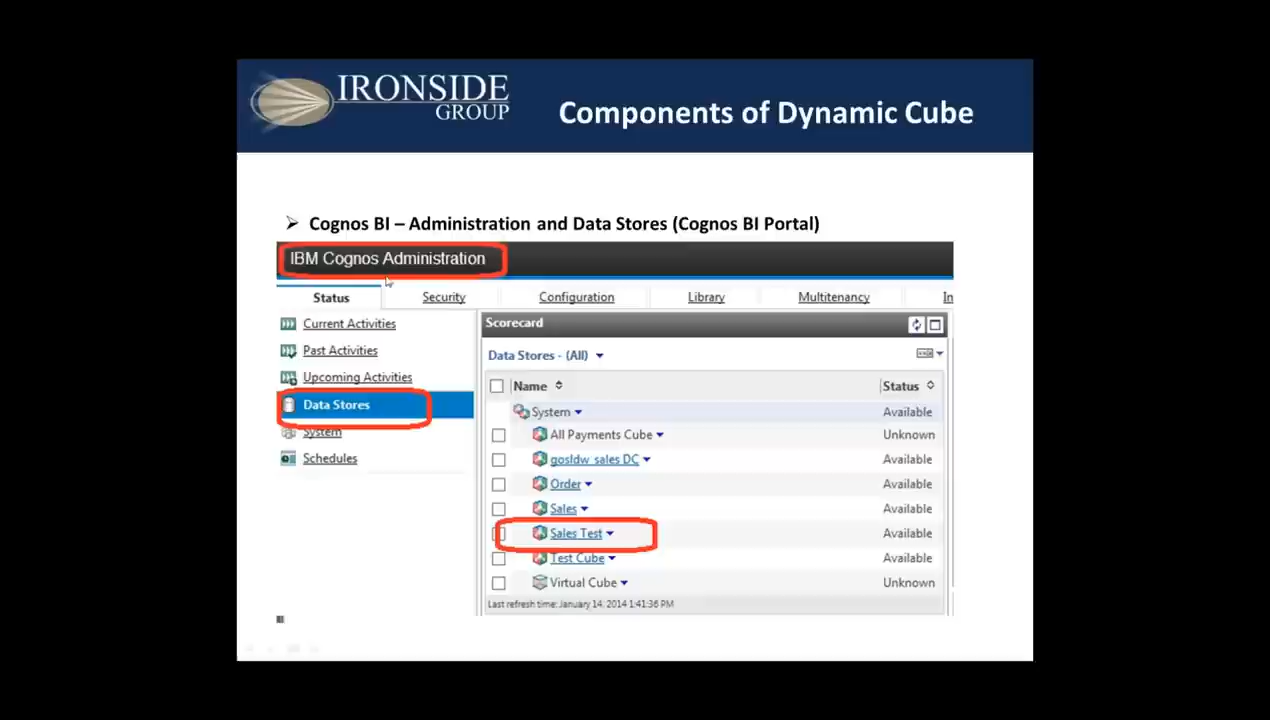 IRONSIDE
GROUP
Components of Dynamic Cube
➢ Cognos BI – Administration and Data Stores (Cognos BI Portal)
IBM Cognos Administration
Status Security Configuration Library Multitenancy In
Current Activities
Past Activities
Upcoming Activities
Data Stores
System
Schedules
Scorecard
Data Stores - (All)
Name Status
System Available
All Payments Cube Unknown
gosldw_sales DC Available
Order Available
Sales Available
Sales Test Available
Test Cube Available
Virtual Cube Unknown
Last refresh time: January 14, 2014 1:41:36 PM